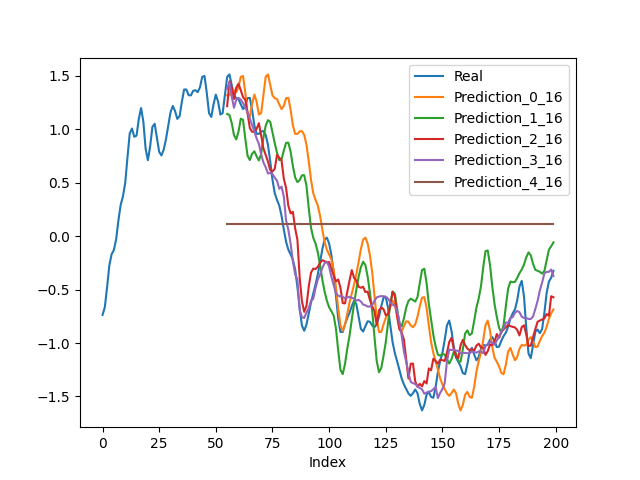 Real
Prediction_0_16
Prediction_1_16
Prediction_2_16
Prediction_3_16
Prediction_4_16
1.5
1.0
0.5
0.0
−0.5
−1.0
−1.5
0 25 50 75 100 125 150 175 200
Index